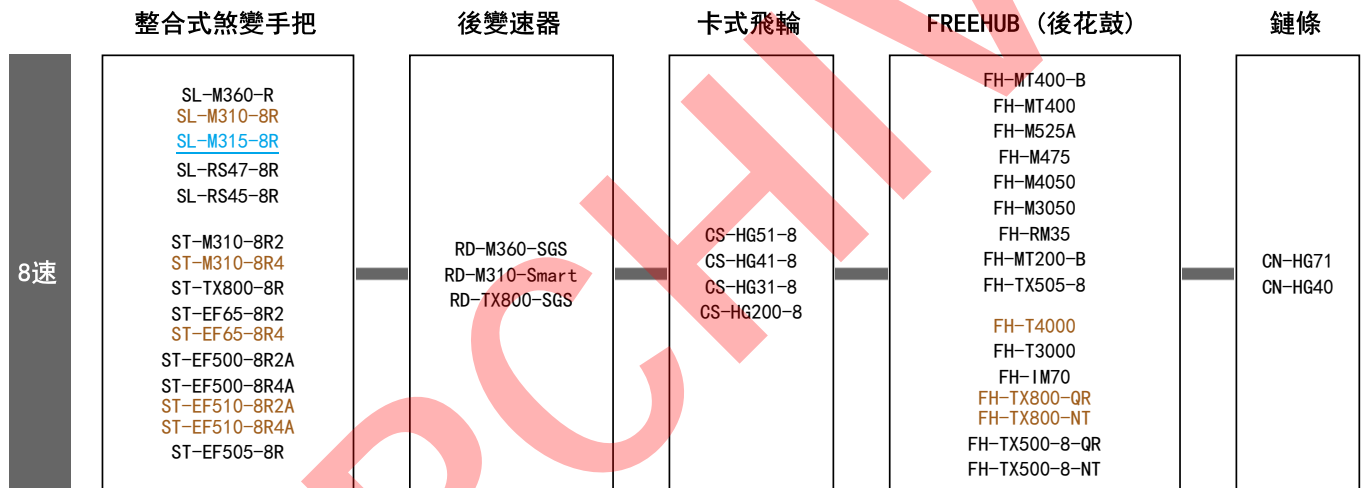 整合式煞變手把
後變速器
卡式飛輪
FREEHUB (後花鼓)
鏈條
8速
SL-M360-R
SL-M310-8R
SL-M315-8R
SL-RS47-8R
SL-RS45-8R
ST-M310-8R2
ST-M310-8R4
ST-TX800-8R
ST-EF65-8R2
ST-EF65-8R4
ST-EF500-8R2A
ST-EF500-8R4A
ST-EF510-8R2A
ST-EF510-8R4A
ST-EF505-8R
RD-M360-SGS
RD-M310-Smart
RD-TX800-SGS
CS-HG51-8
CS-HG41-8
CS-HG31-8
CS-HG200-8
FH-MT400-B
FH-MT400
FH-M525A
FH-M475
FH-M4050
FH-M3050
FH-RM35
FH-MT200-B
FH-TX505-8
FH-T4000
FH-T3000
FH-IM70
FH-TX800-QR
FH-TX800-NT
FH-TX500-8-QR
FH-TX500-8-NT
CN-HG71
CN-HG40